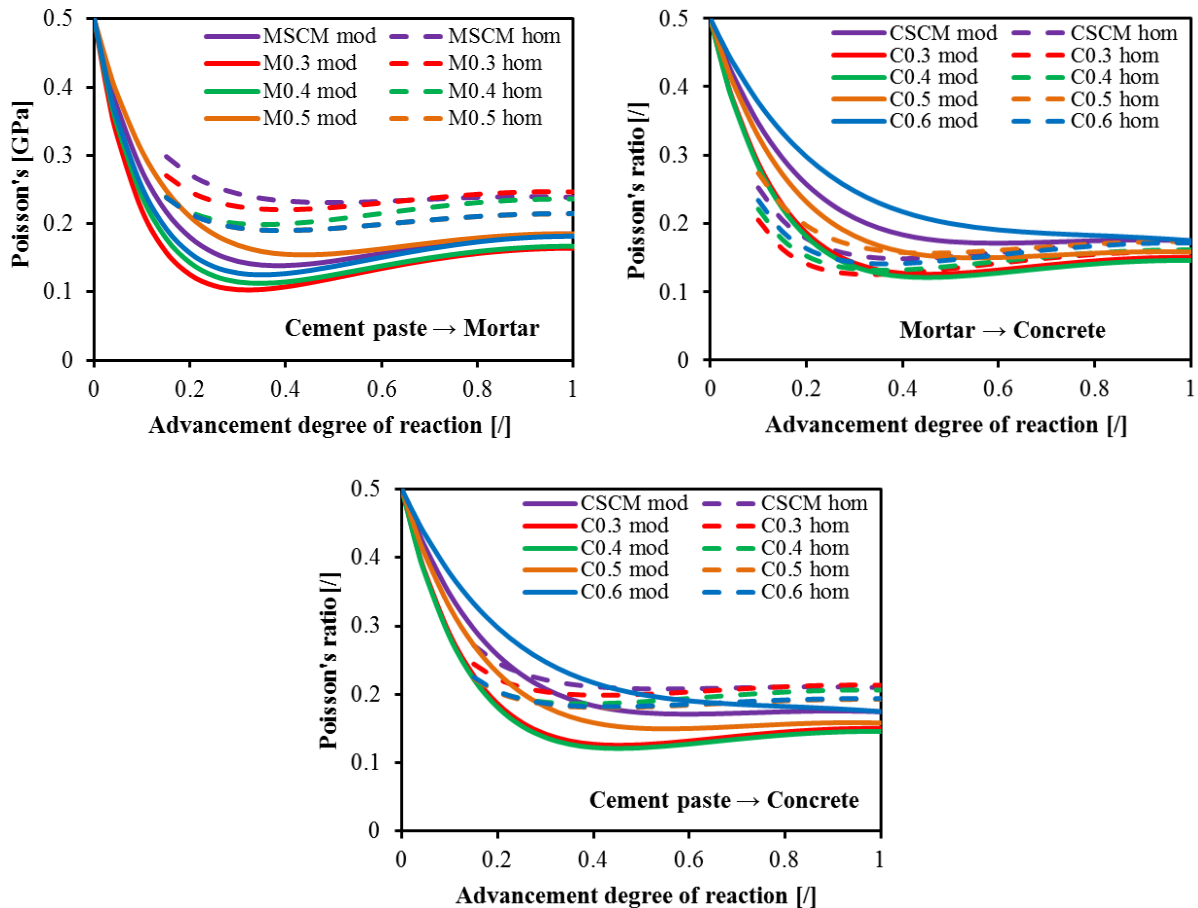 0.5
0.4
0.3
0.2
0.1
0
Poisson's [GPa]
MSCM mod
MSCM hom
M0.3 mod
M0.3 hom
M0.4 mod
M0.4 hom
M0.5 mod
M0.5 hom
Cement paste → Mortar
0 0.2 0.4 0.6 0.8 1
Advancement degree of reaction [/]
0.5
0.4
0.3
0.2
0.1
0
Poisson's ratio [/]
CSCM mod
CSCM hom
C0.3 mod
C0.3 hom
C0.4 mod
C0.4 hom
C0.5 mod
C0.5 hom
C0.6 mod
C0.6 hom
Mortar → Concrete
0 0.2 0.4 0.6 0.8 1
Advancement degree of reaction [/]
0.5
0.4
0.3
0.2
0.1
0
Poisson's ratio [/]
CSCM mod
CSCM hom
C0.3 mod
C0.3 hom
C0.4 mod
C0.4 hom
C0.5 mod
C0.5 hom
C0.6 mod
C0.6 hom
Cement paste → Concrete
0 0.2 0.4 0.6 0.8 1
Advancement degree of reaction [/]